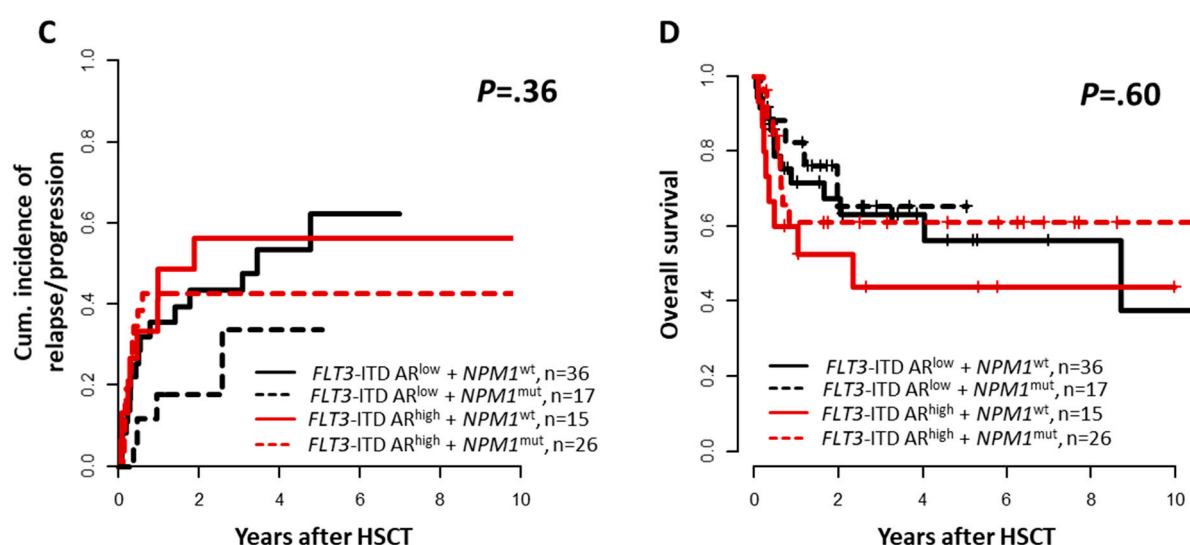 C
P=.36
1.0
0.8
0.6
0.4
0.2
0.0
Cum. incidence of
relapse/progression
FLT3-ITD ARlow + NPM1wt, n=36
FLT3-ITD ARlow + NPM1mut, n=17
FLT3-ITD ARhigh + NPM1wt, n=15
FLT3-ITD ARhigh + NPM1mut, n=26
0 2 4 6 8 10
Years after HSCT
D
P=.60
1.0
0.8
0.6
0.4
0.2
0.0
Overall survival
FLT3-ITD ARlow + NPM1wt, n=36
FLT3-ITD ARlow + NPM1mut, n=17
FLT3-ITD ARhigh + NPM1wt, n=15
FLT3-ITD ARhigh + NPM1mut, n=26
0 2 4 6 8 10
Years after HSCT